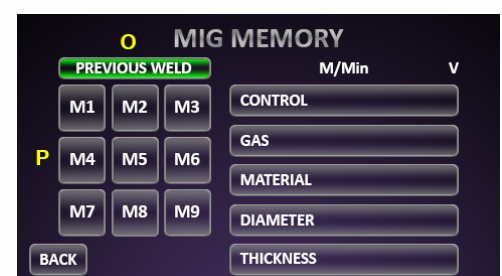 O MIG MEMORY
PREVIOUS WELD M/Min V
M1 M2 M3 CONTROL
GAS
P M4 M5 M6
MATERIAL
M7 M8 M9 DIAMETER
BACK THICKNESS